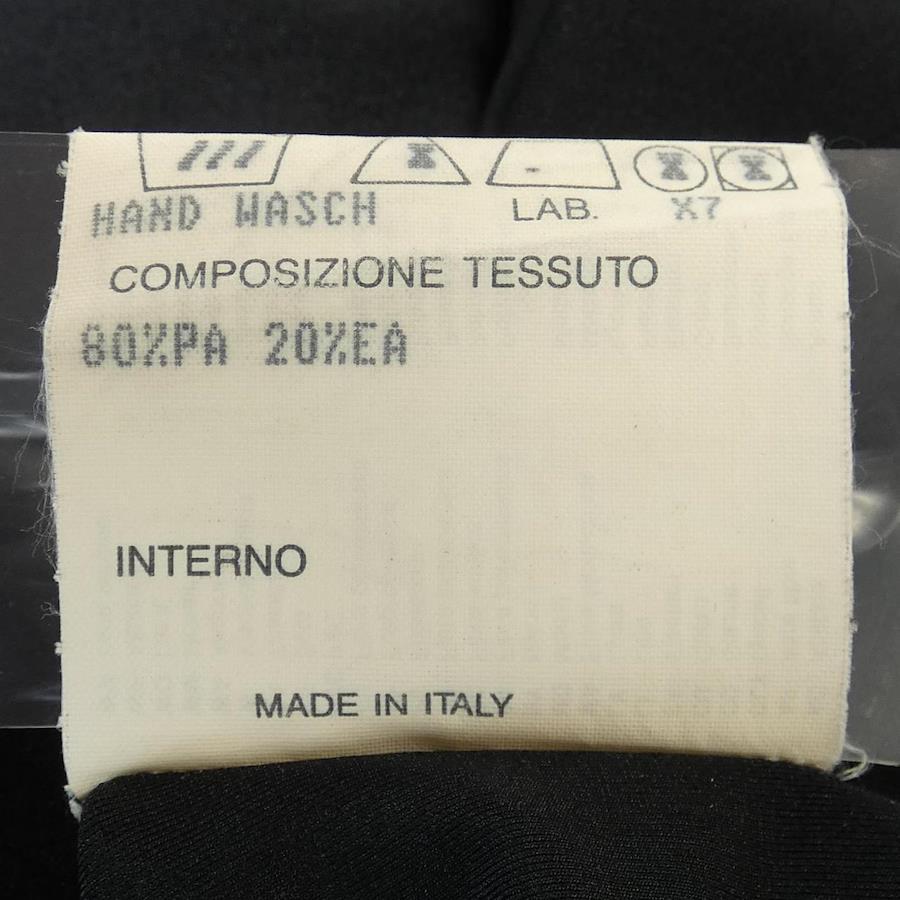 HAND WASCH
LAB. X7
COMPOSIZIONE TESSUTO
80%PA 20%EA
INTERNO
MADE IN ITALY